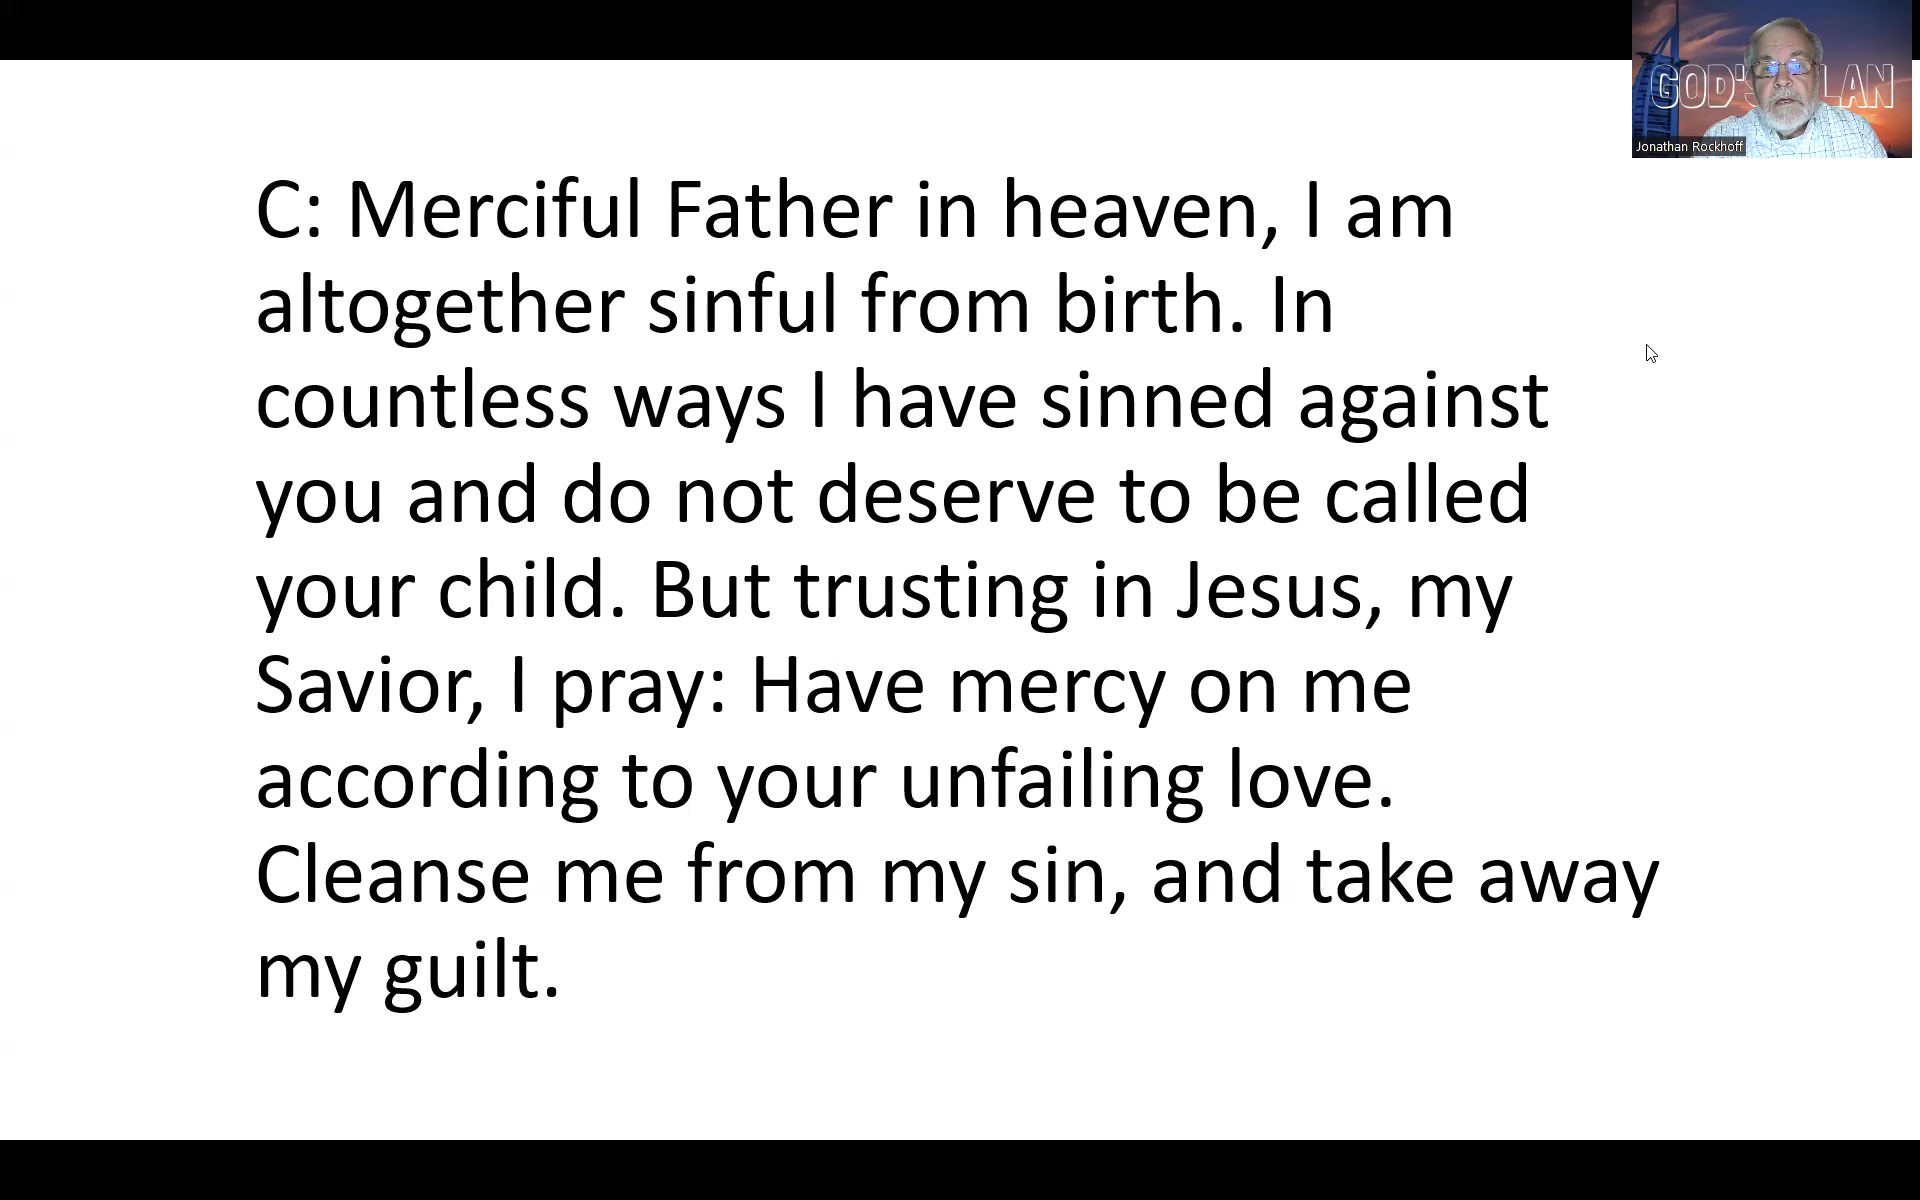 GOD'S LAN
Jonathan Rockhoff
C: Merciful Father in heaven, I am
altogether sinful from birth. In
countless ways I have sinned against
you and do not deserve to be called
your child. But trusting in Jesus, my
Savior, I pray: Have mercy on me
according to your unfailing love.
Cleanse me from my sin, and take away
my guilt.